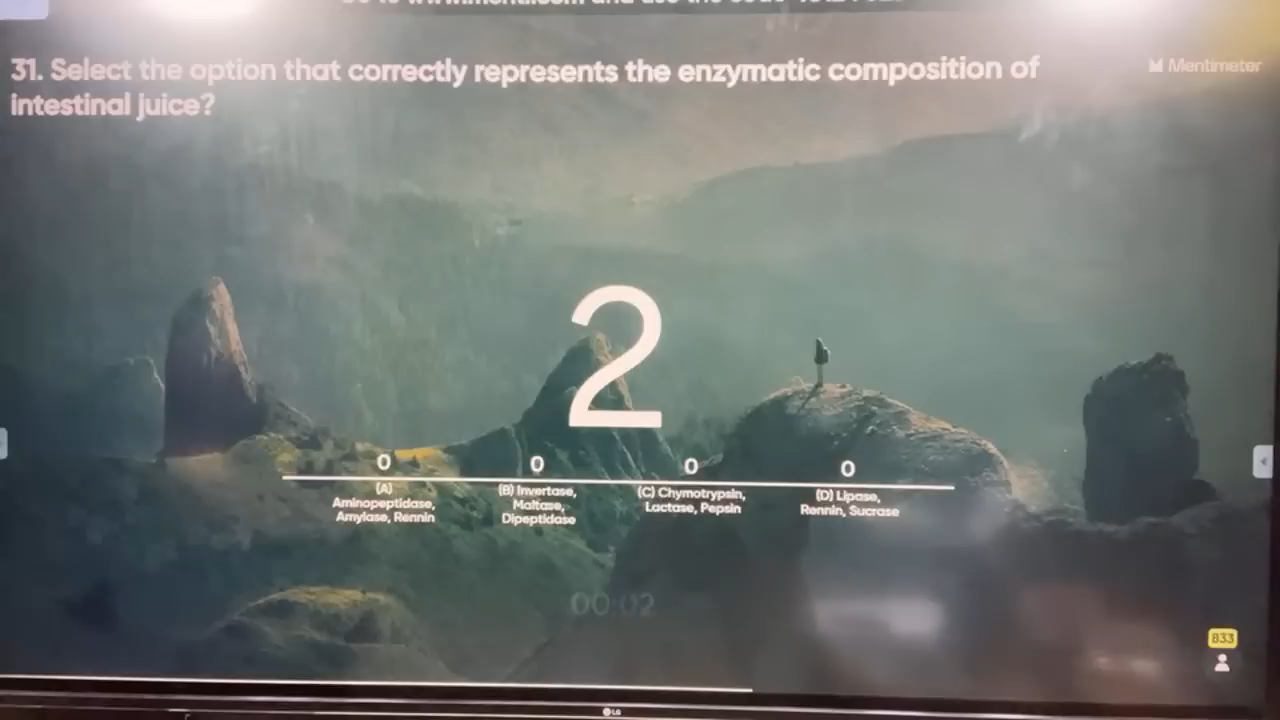 31. Select the option that correctly represents the enzymatic composition of
intestinal juice?
Mentimeter
2
0
0
0
0
(A)
Aminopeptidase,
Amylase, Rennin
(B) Invertase,
Maltase,
Dipeptidase
(C) Chymotrypsin,
Lactase, Pepsin
(D) Lipase,
Rennin, Sucrase
00:02
833
LG